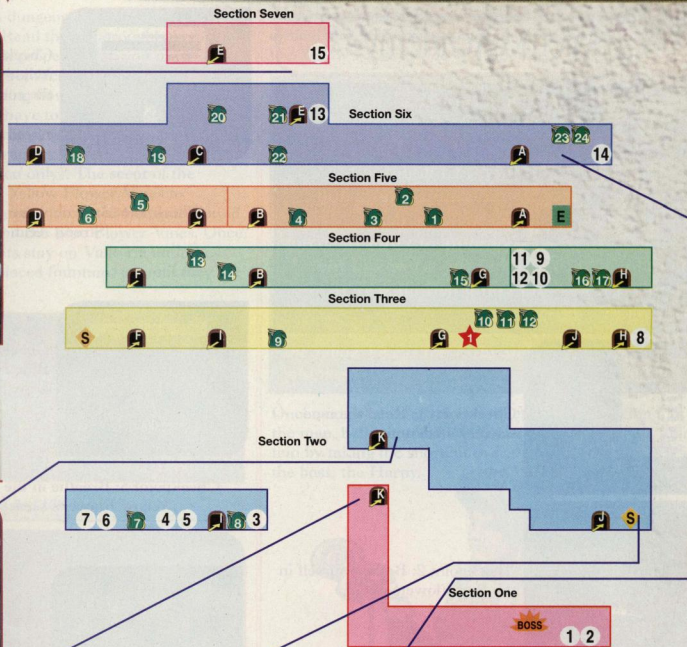 Section Seven
E 15
20 21 E 13 Section Six
23 24
D 18 19 C 22 A 14
Section Five
5 2
D 6 C B 4 3 1 A E
Section Four
13 11 9
F 14 B 15 G 12 10 16 17 H
Section Three
10 11 12
S F I 9 G 1 J H 8
Section Two K
K
7 6 7 4 5 I 8 3 J S
Section One
BOSS
1 2